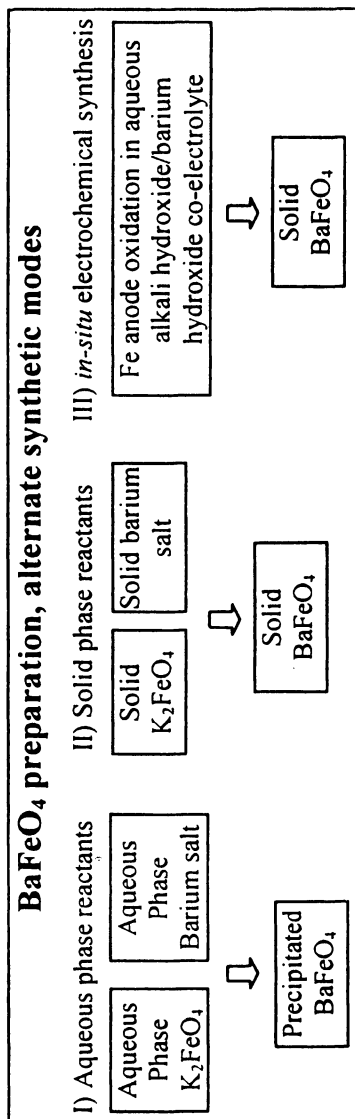 BaFeO₄ preparation, alternate synthetic modes
I) Aqueous phase reactants
Aqueous
Phase
K₂FeO₄
Aqueous
Phase
Barium salt
Precipitated
BaFeO₄
II) Solid phase reactants
Solid
K₂FeO₄
Solid barium
salt
Solid
BaFeO₄
III) in-situ electrochemical synthesis
Fe anode oxidation in aqueous
alkali hydroxide/barium
hydroxide co-electrolyte
Solid
BaFeO₄